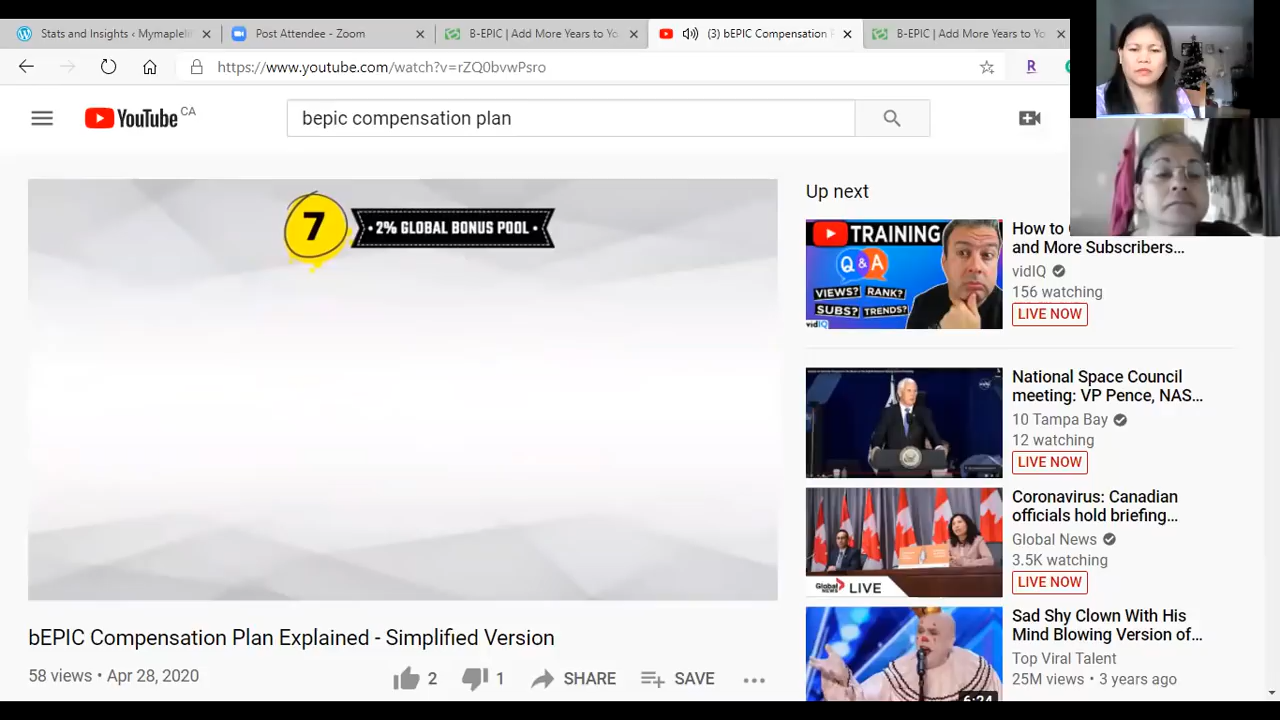 Stats and Insights ‹ Mymaplele
Post Attendee - Zoom
B-EPIC | Add More Years to Yo
(3) bEPIC Compensation P
B-EPIC | Add More Years to Yo
https://www.youtube.com/watch?v=rZQ0bvwPsro
R
YouTube CA
bepic compensation plan
7
• 2% GLOBAL BONUS POOL •
bEPIC Compensation Plan Explained - Simplified Version
58 views • Apr 28, 2020
2
1
SHARE
SAVE
Up next
TRAINING
Q&A
VIEWS? RANK?
SUBS? TRENDS?
vidIQ
How to
and More Subscribers...
vidIQ
156 watching
LIVE NOW
National Space Council
meeting: VP Pence, NAS...
10 Tampa Bay
12 watching
LIVE NOW
Global NEWS LIVE
Coronavirus: Canadian
officials hold briefing...
Global News
3.5K watching
LIVE NOW
6:24
Sad Shy Clown With His
Mind Blowing Version of...
Top Viral Talent
25M views • 3 years ago